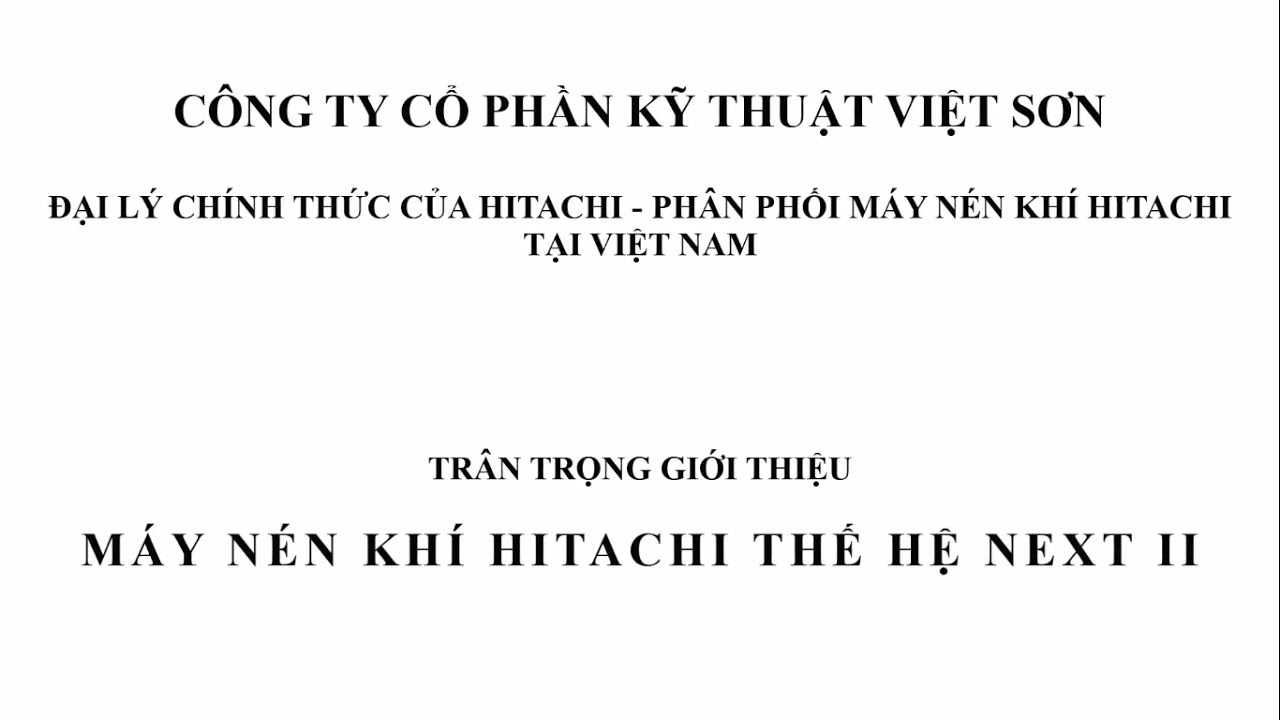 CÔNG TY CỔ PHẦN KỸ THUẬT VIỆT SƠN
ĐẠI LÝ CHÍNH THỨC CỦA HITACHI - PHÂN PHỐI MÁY NÉN KHÍ HITACHI
TẠI VIỆT NAM
TRÂN TRỌNG GIỚI THIỆU
MÁY NÉN KHÍ HITACHI THẾ HỆ NEXT II